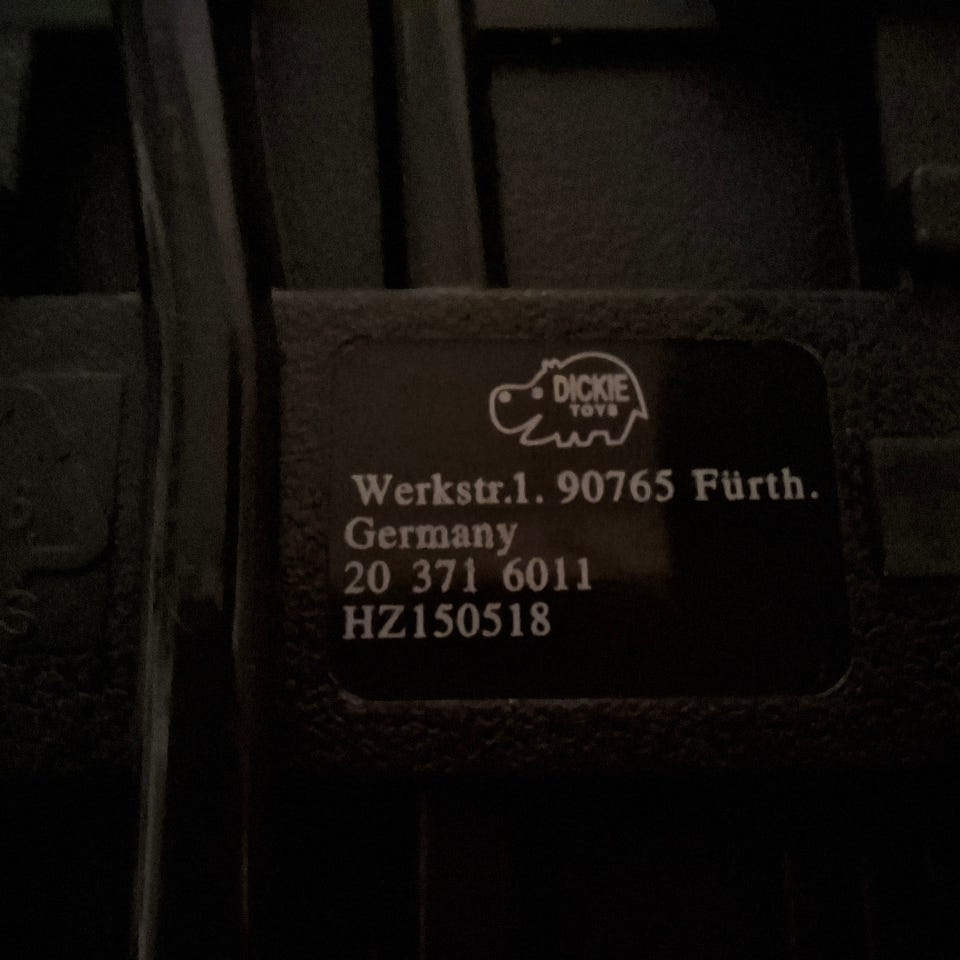 DICKIE
TOYS
Werkstr.1. 90765 Fürth.
Germany
20 371 6011
HZ150518